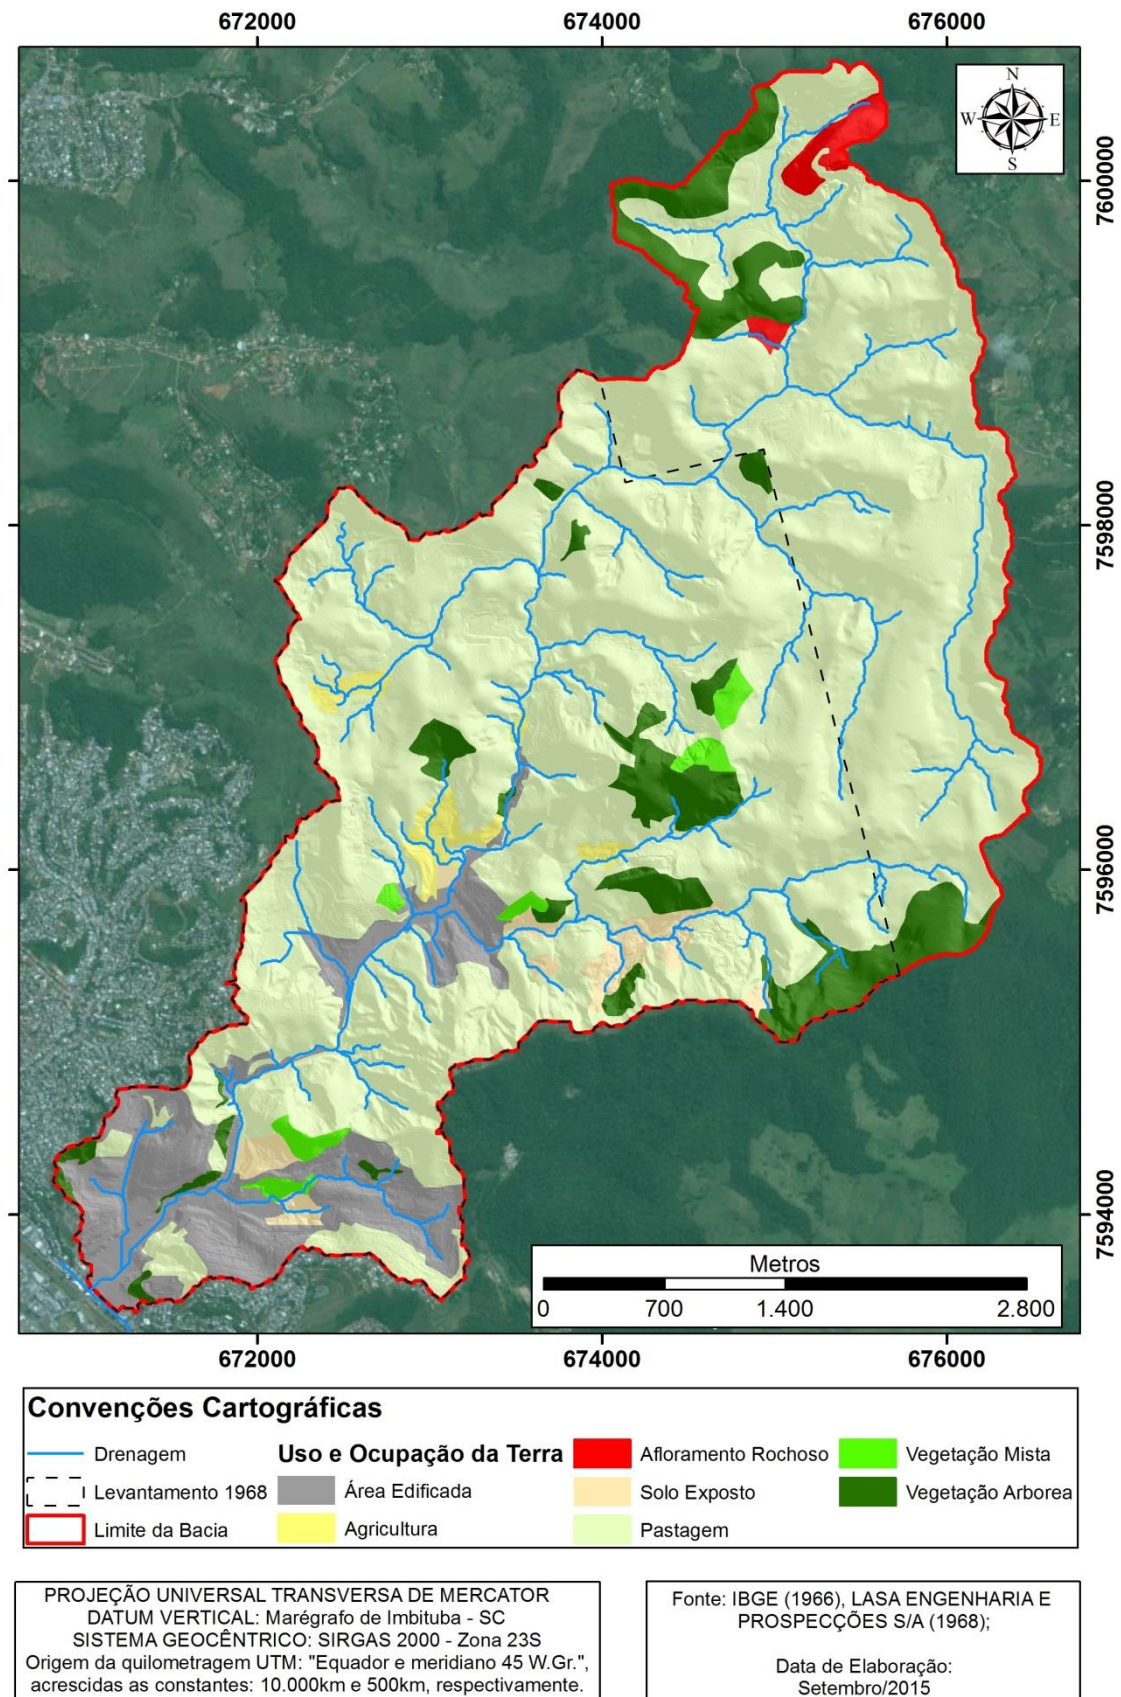 672000 674000 676000
N
W E
S
7600000
7598000
7596000
7594000
Metros
0 700 1.400 2.800
672000 674000 676000
Convenções Cartográficas
Drenagem
Levantamento 1968
Limite da Bacia
Uso e Ocupação da Terra
Área Edificada
Agricultura
Afloramento Rochoso
Solo Exposto
Pastagem
Vegetação Mista
Vegetação Arborea
PROJEÇÃO UNIVERSAL TRANSVERSA DE MERCATOR
DATUM VERTICAL: Marégrafo de Imbituba - SC
SISTEMA GEOCÊNTRICO: SIRGAS 2000 - Zona 23S
Origem da quilometragem UTM: "Equador e meridiano 45 W.Gr.",
acrescidas as constantes: 10.000km e 500km, respectivamente.
Fonte: IBGE (1966), LASA ENGENHARIA E
PROSPECÇÕES S/A (1968);
Data de Elaboração:
Setembro/2015